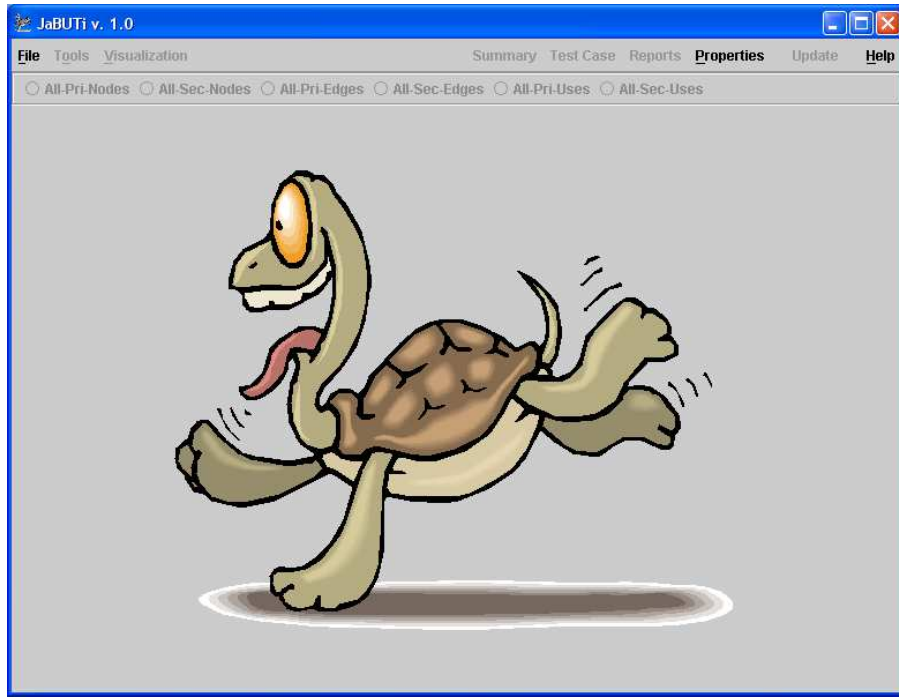 JaBUTi v. 1.0
File Tools Visualization Summary Test Case Reports Properties Update Help
All-Pri-Nodes All-Sec-Nodes All-Pri-Edges All-Sec-Edges All-Pri-Uses All-Sec-Uses